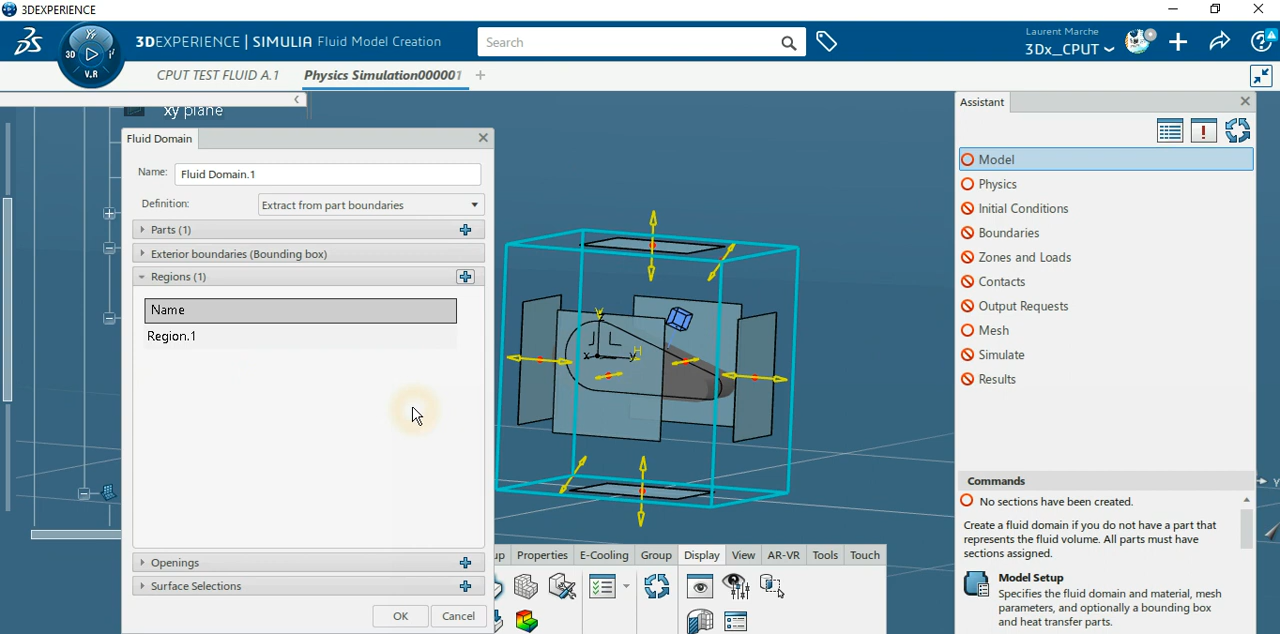 3DEXPERIENCE
3DEXPERIENCE | SIMULIA Fluid Model Creation
3D
V.R
Search
Laurent Marche
3Dx_CPUT
CPUT TEST FLUID A.1
Physics Simulation000001
xy plane
Fluid Domain
Name:
Fluid Domain.1
Definition:
Extract from part boundaries
Parts (1)
Exterior boundaries (Bounding box)
Regions (1)
Name
Region.1
Openings
Surface Selections
OK
Cancel
Assistant
Model
Physics
Initial Conditions
Boundaries
Zones and Loads
Contacts
Output Requests
Mesh
Simulate
Results
Commands
No sections have been created.
Create a fluid domain if you do not have a part that
represents the fluid volume. All parts must have
sections assigned.
Model Setup
Specifies the fluid domain and material, mesh
parameters, and optionally a bounding box
and heat transfer parts.
up
Properties
E-Cooling
Group
Display
View
AR-VR
Tools
Touch